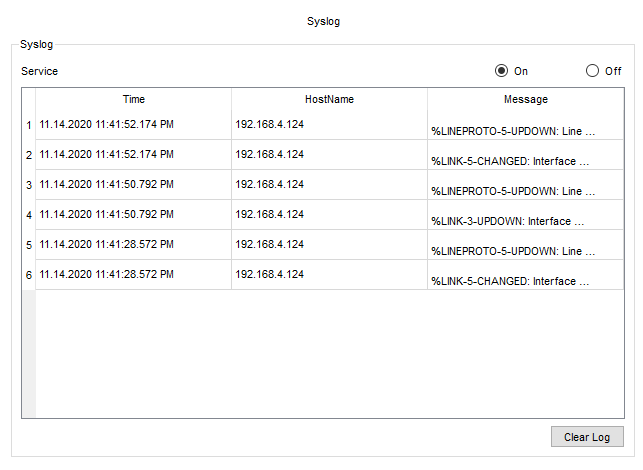 Syslog
Syslog
Service On Off
Time HostName Message
1 11.14.2020 11:41:52.174 PM 192.168.4.124 %LINEPROTO-5-UPDOWN: Line ...
2 11.14.2020 11:41:52.174 PM 192.168.4.124 %LINK-5-CHANGED: Interface ...
3 11.14.2020 11:41:50.792 PM 192.168.4.124 %LINEPROTO-5-UPDOWN: Line ...
4 11.14.2020 11:41:50.792 PM 192.168.4.124 %LINK-3-UPDOWN: Interface ...
5 11.14.2020 11:41:28.572 PM 192.168.4.124 %LINEPROTO-5-UPDOWN: Line ...
6 11.14.2020 11:41:28.572 PM 192.168.4.124 %LINK-5-CHANGED: Interface ...
Clear Log